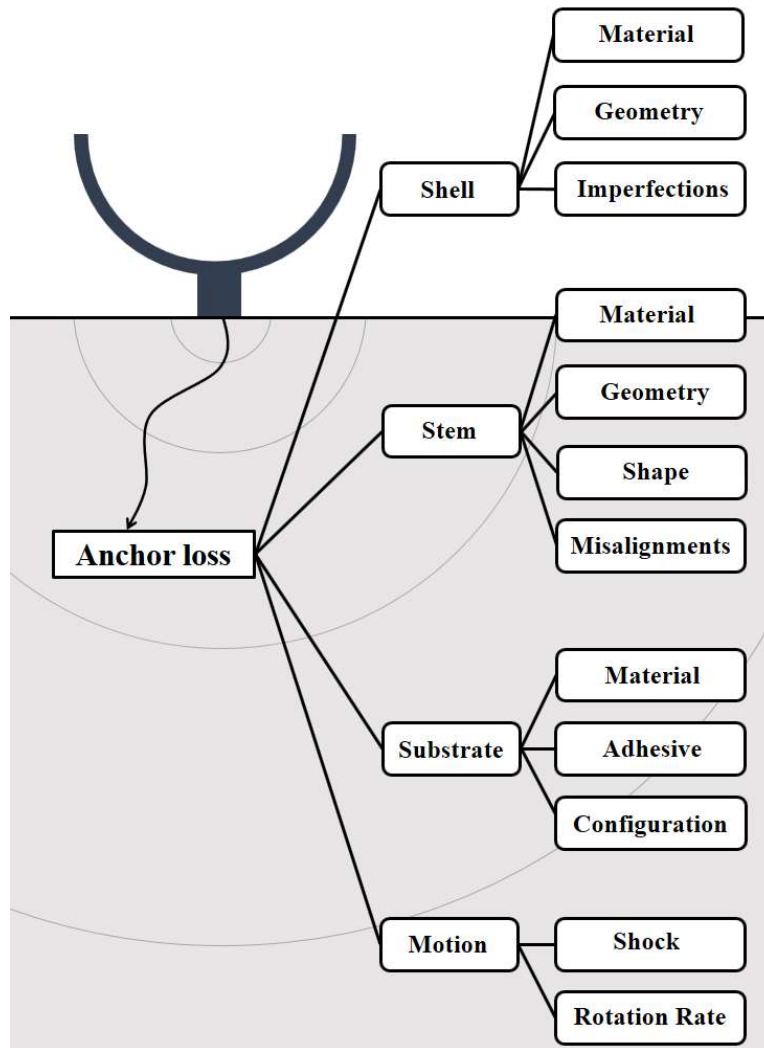 Material
Geometry
Shell
Imperfections
Material
Geometry
Stem
Shape
Misalignments
Anchor loss
Material
Substrate
Adhesive
Configuration
Motion
Shock
Rotation Rate